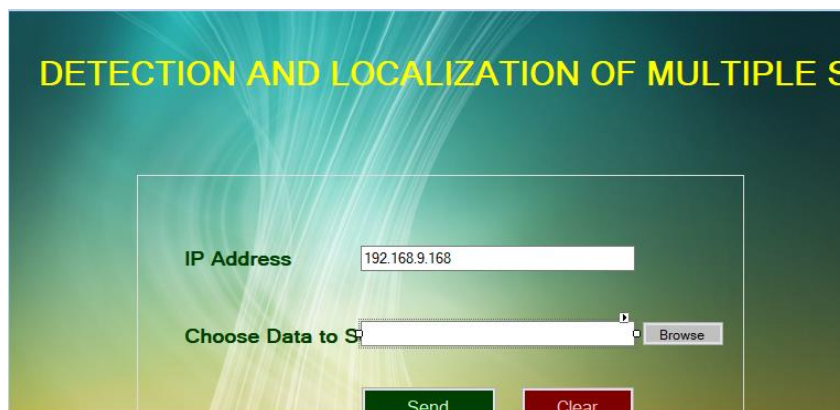 DETECTION AND LOCALIZATION OF MULTIPLE S
IP Address 192.168.9.168
Choose Data to S Browse
Send Clear